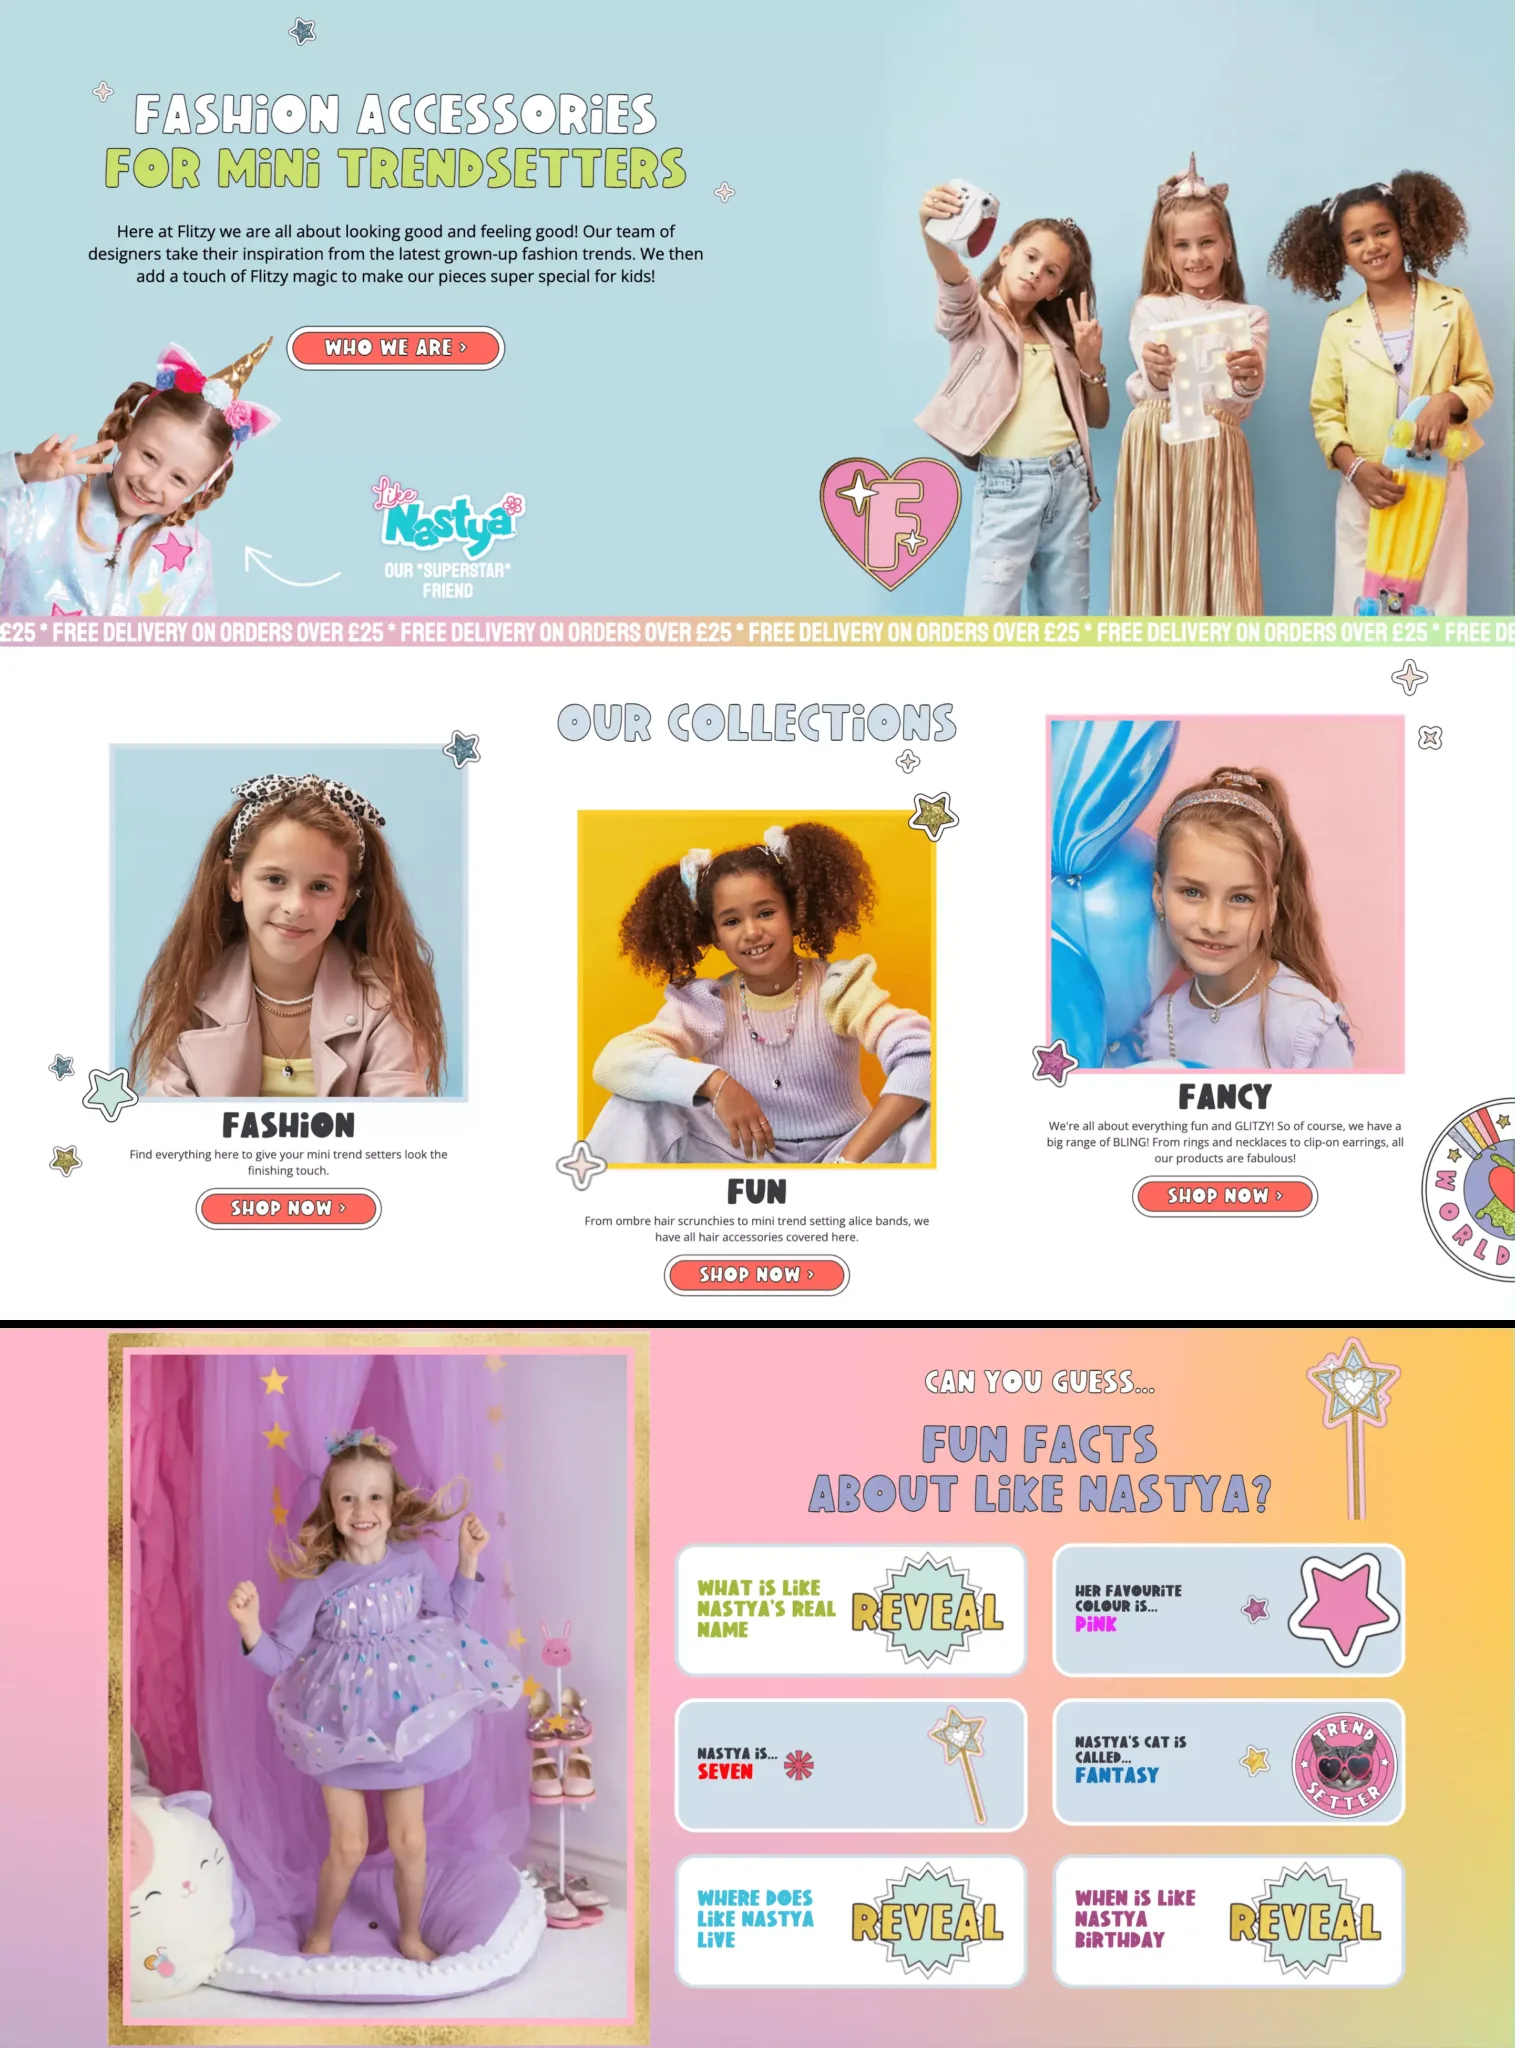 FASHiON ACCESSORiES
FOR MiNi TRENDSETTERS
Here at Flitzy we are all about looking good and feeling good! Our team of
designers take their inspiration from the latest grown-up fashion trends. We then
add a touch of Flitzy magic to make our pieces super special for kids!
WHO WE ARE >
Like
Nastya
OUR *SUPERSTAR*
FRIEND
F
F
£25 * FREE DELIVERY ON ORDERS OVER £25 * FREE DELIVERY ON ORDERS OVER £25 * FREE DELIVERY ON ORDERS OVER £25 * FREE DELIVERY ON ORDERS OVER £25 * FREE DE
OUR COLLECTiONS
FASHiON
Find everything here to give your mini trend setters look the
finishing touch.
SHOP NOW >
FUN
From ombre hair scrunchies to mini trend setting alice bands, we
have all hair accessories covered here.
SHOP NOW >
FANCY
We're all about everything fun and GLITZY! So of course, we have a
big range of BLING! From rings and necklaces to clip-on earrings, all
our products are fabulous!
SHOP NOW >
WORLD
CAN YOU GUESS...
FUN FACTS
ABOUT LiKE NASTYA?
WHAT iS LiKE
NASTYA'S REAL
NAME
REVEAL
HER FAVOURiTE
COLOUR iS...
PiNK
NASTYA iS...
SEVEN
NASTYA'S CAT iS
CALLED...
FANTASY
TREND
SETTER
WHERE DOES
LiKE NASTYA
LiVE
REVEAL
WHEN iS LiKE
NASTYA
BiRTHDAY
REVEAL